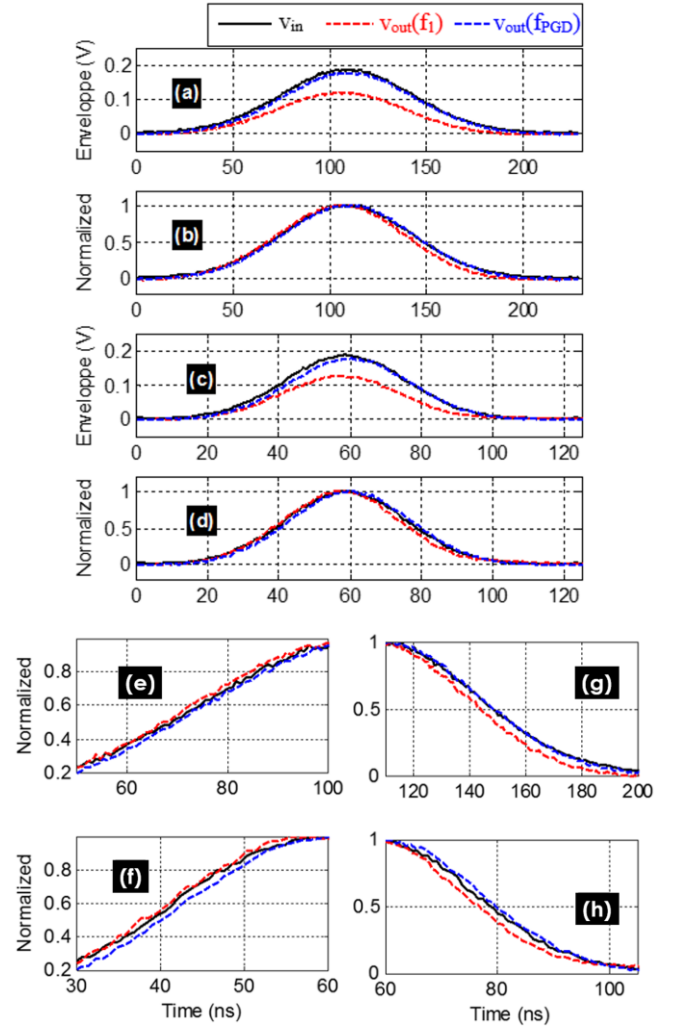 v_in v_out(f_1) v_out(f_PGD)
Enveloppe (V)
0.2
0.1
0
(a)
0 50 100 150 200
Normalized
1
0.5
0
(b)
0 50 100 150 200
Enveloppe (V)
0.2
0.1
0
(c)
0 20 40 60 80 100 120
Normalized
1
0.5
0
(d)
0 20 40 60 80 100 120
Normalized
0.8
0.6
0.4
0.2
(e)
60 80 100
1
0.5
0
(g)
120 140 160 180 200
Normalized
0.8
0.6
0.4
0.2
(f)
30 40 50 60
Time (ns)
1
0.5
0
(h)
60 80 100
Time (ns)